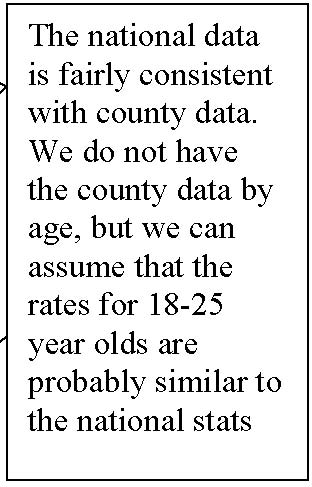 The national data
is fairly consistent
with county data.
We do not have
the county data by
age, but we can
assume that the
rates for 18-25
year olds are
probably similar to
the national stats